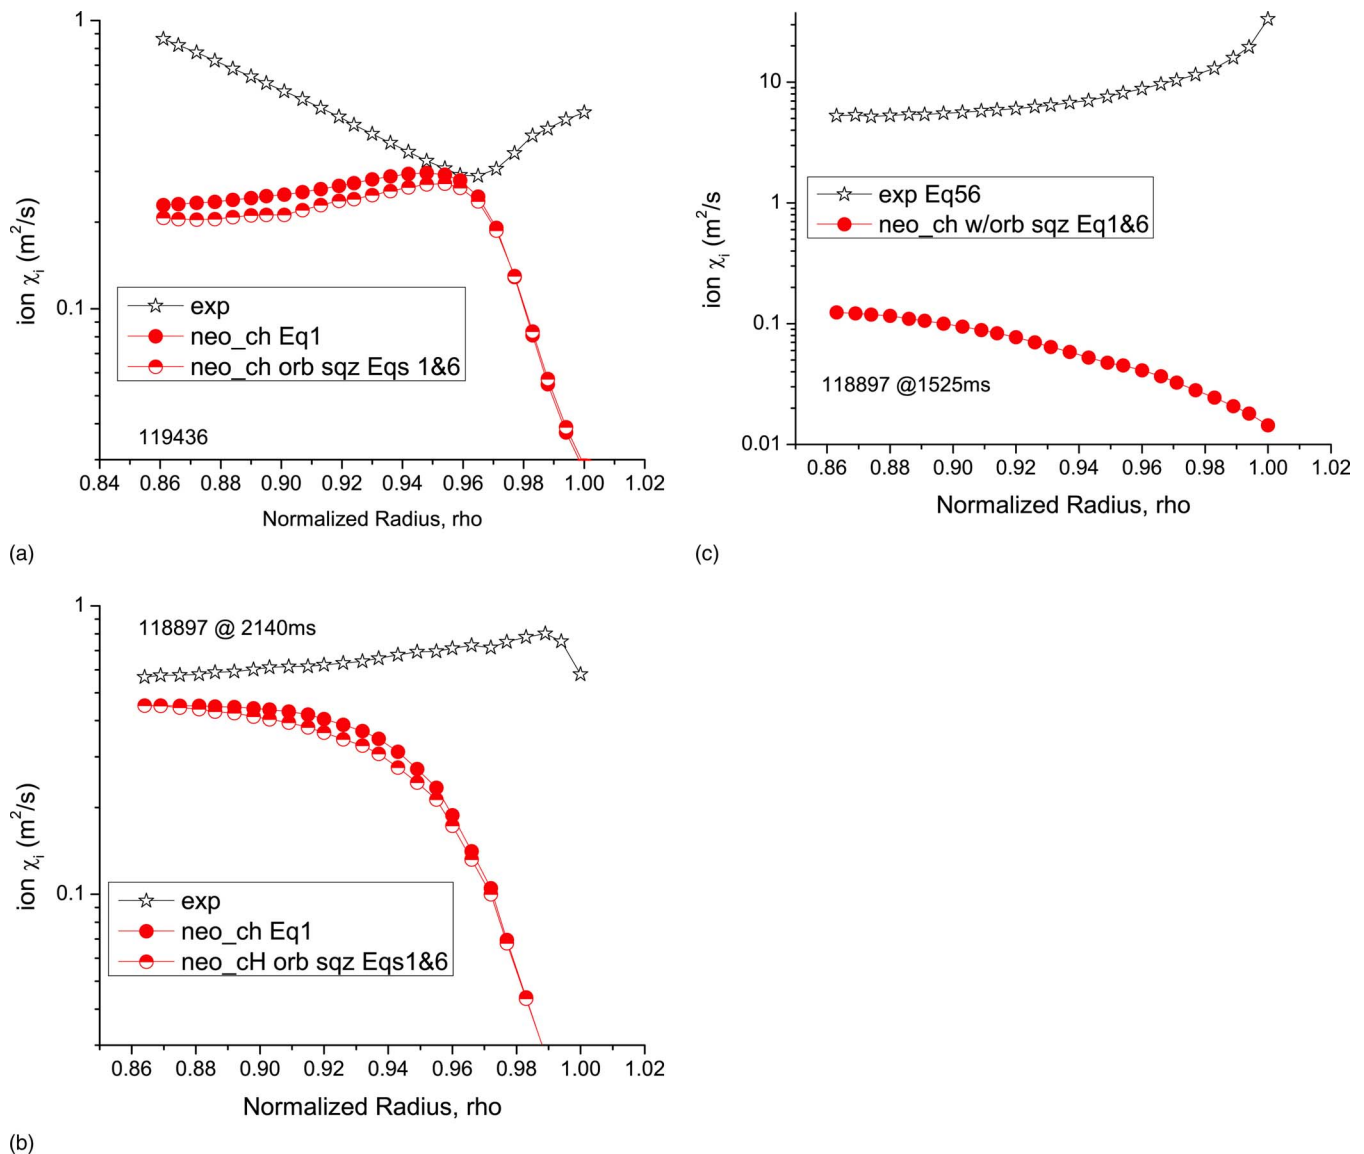 1
0.1
ion χi (m²/s)
exp
neo_ch Eq1
neo_ch orb sqz Eqs 1&6
119436
0.84 0.86 0.88 0.90 0.92 0.94 0.96 0.98 1.00 1.02
Normalized Radius, rho
(a)
10
1
0.1
0.01
ion χi (m²/s)
exp Eq56
neo_ch w/orb sqz Eq1&6
118897 @1525ms
0.86 0.88 0.90 0.92 0.94 0.96 0.98 1.00 1.02
Normalized Radius, rho
(c)
1
0.1
ion χi (m²/s)
118897 @ 2140ms
exp
neo_ch Eq1
neo_cH orb sqz Eqs1&6
0.86 0.88 0.90 0.92 0.94 0.96 0.98 1.00 1.02
Normalized Radius, rho
(b)